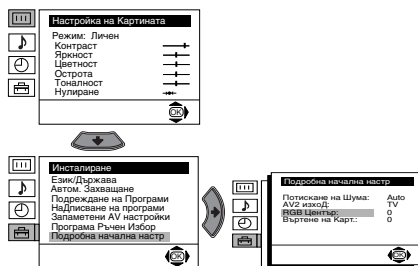 Настройка на Картината
Режим: Личен
Контраст
Яркност
Цветност
Острота
Тоналност
Нулиране
OK
Инсталиране
Език/Държава
Автом. Захващане
Подреждане на Програми
НаДписване на програми
Запаметени AV настройки
Програма Ръчен Избор
Подробна начална настр
OK
Подробна начална настр
Потискане на Шума: Auto
AV2 изхоД: TV
RGB Център: 0
Въртене на Карт.: 0
OK